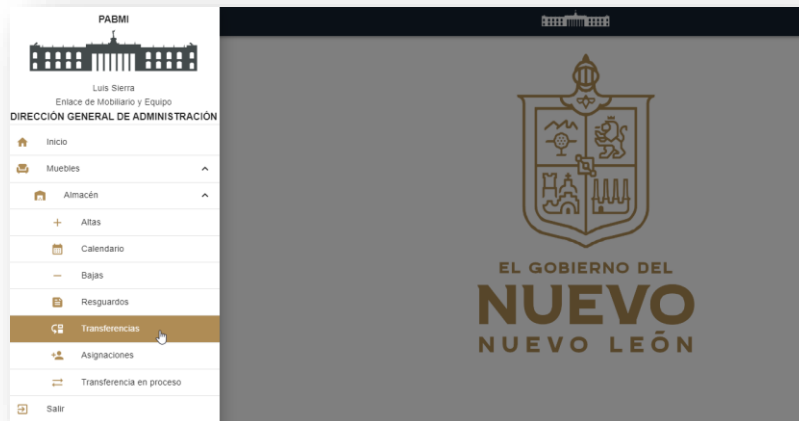 PABMI
Luis Sierra
Enlace de Mobiliario y Equipo
DIRECCIÓN GENERAL DE ADMINISTRACIÓN
Inicio
Muebles
Almacén
Altas
Calendario
Bajas
Resguardos
Transferencias
Asignaciones
Transferencia en proceso
Salir
EL GOBIERNO DEL
NUEVO
NUEVO LEÓN